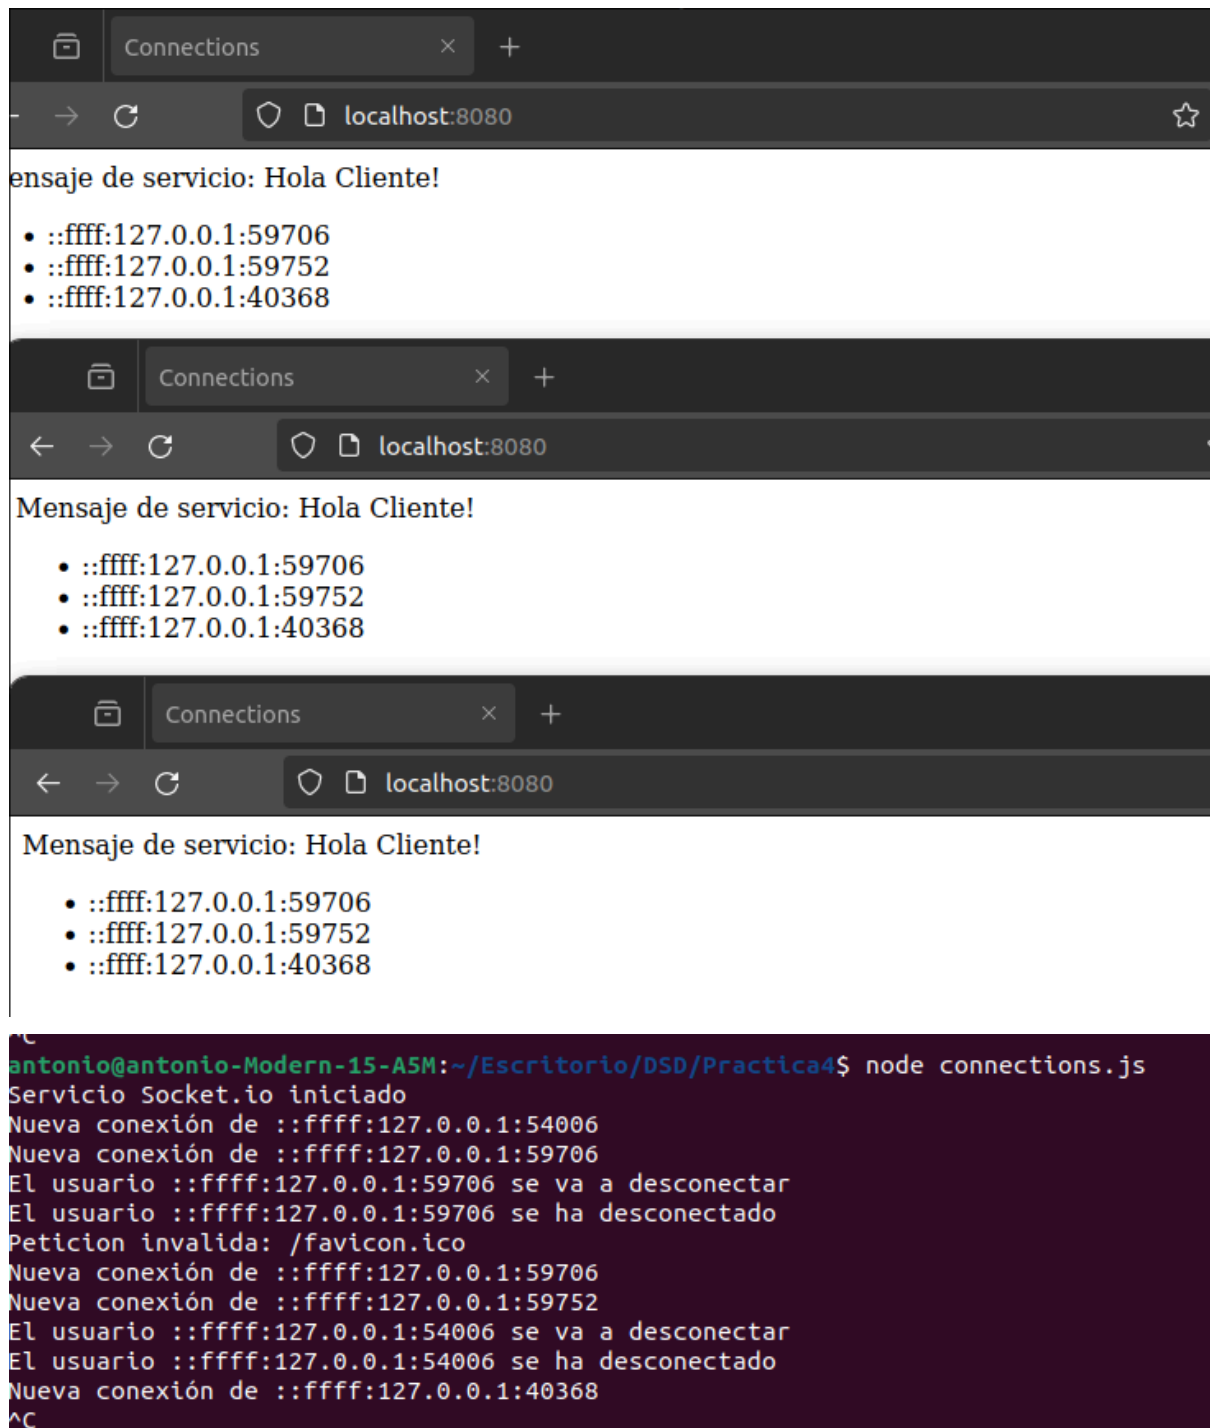 Connections
localhost:8080
ensaje de servicio: Hola Cliente!
::ffff:127.0.0.1:59706
::ffff:127.0.0.1:59752
::ffff:127.0.0.1:40368
Connections
localhost:8080
Mensaje de servicio: Hola Cliente!
::ffff:127.0.0.1:59706
::ffff:127.0.0.1:59752
::ffff:127.0.0.1:40368
Connections
localhost:8080
Mensaje de servicio: Hola Cliente!
::ffff:127.0.0.1:59706
::ffff:127.0.0.1:59752
::ffff:127.0.0.1:40368
^C
antonio@antonio-Modern-15-A5M:~/Escritorio/DSD/Practica4$ node connections.js
Servicio Socket.io iniciado
Nueva conexión de ::ffff:127.0.0.1:54006
Nueva conexión de ::ffff:127.0.0.1:59706
El usuario ::ffff:127.0.0.1:59706 se va a desconectar
El usuario ::ffff:127.0.0.1:59706 se ha desconectado
Peticion invalida: /favicon.ico
Nueva conexión de ::ffff:127.0.0.1:59706
Nueva conexión de ::ffff:127.0.0.1:59752
El usuario ::ffff:127.0.0.1:54006 se va a desconectar
El usuario ::ffff:127.0.0.1:54006 se ha desconectado
Nueva conexión de ::ffff:127.0.0.1:40368
^C